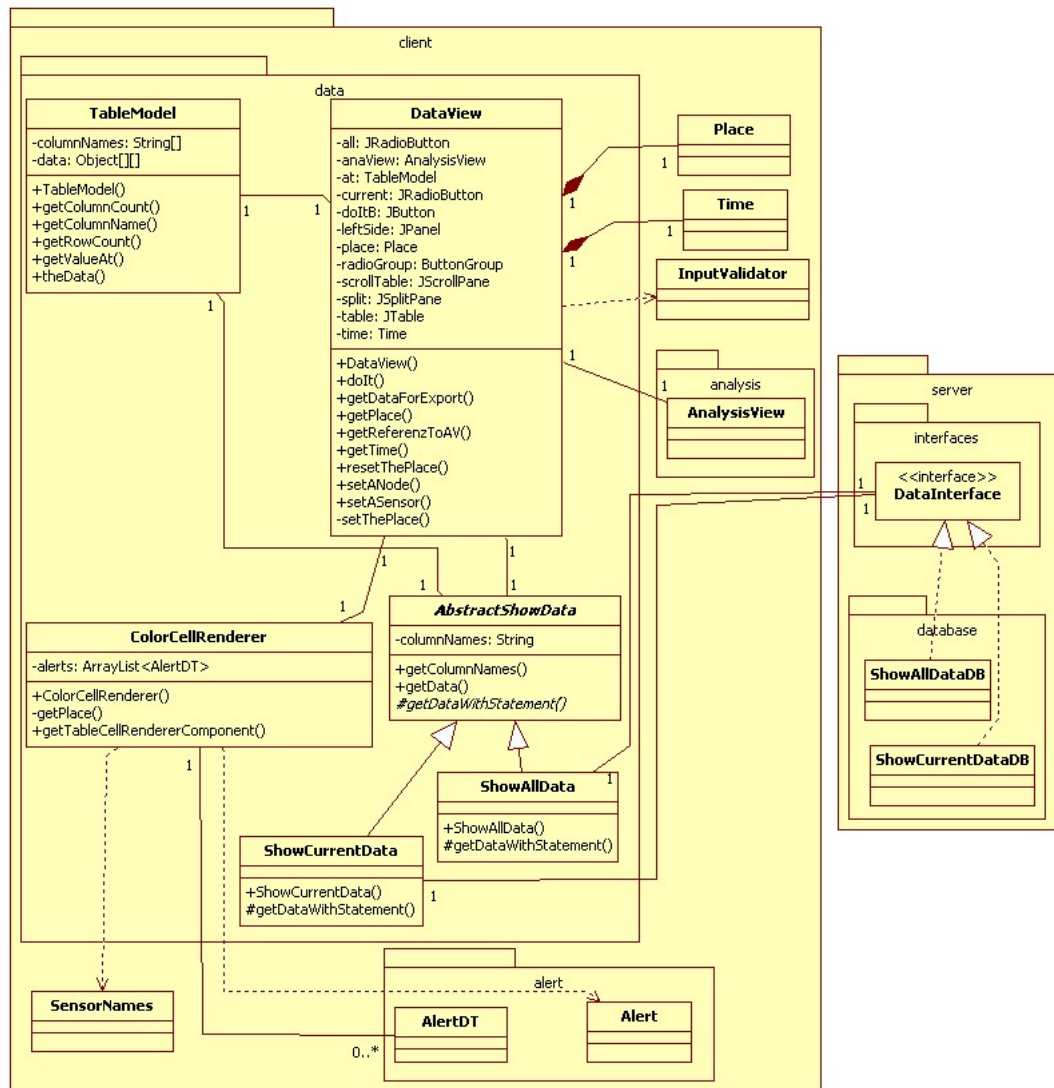 client
data
TableModel
-columnNames: String[]
-data: Object[][]
+TableModel()
+getColumnCount()
+getColumnName()
+getRowCount()
+getValueAt()
+theData()
1
1
1
DataView
-all: JRadioButton
-anaView: AnalysisView
-at: TableModel
-current: JRadioButton
-doItB: JButton
-leftSide: JPanel
-place: Place
-radioGroup: ButtonGroup
-scrollTable: JScrollPane
-split: JSplitPane
-table: JTable
-time: Time
+DataView()
+doIt()
+getDataForExport()
+getPlace()
+getReferenzToAV()
+getTime()
+resetThePlace()
+setANode()
+setASensor()
-setThePlace()
1
1
1
1
1
Place
1
Time
1
InputValidator
analysis
1
AnalysisView
server
interfaces
<<interface>>
DataInterface
1
1
database
ShowAllDataDB
ShowCurrentDataDB
1
ColorCellRenderer
-alerts: ArrayList<AlertDT>
+ColorCellRenderer()
-getPlace()
+getTableCellRendererComponent()
1
1
1
AbstractShowData
-columnNames: String
+getColumnNames()
+getData()
#getDataWithStatement()
ShowAllData
1
+ShowAllData()
#getDataWithStatement()
ShowCurrentData
+ShowCurrentData()
#getDataWithStatement()
1
SensorNames
alert
AlertDT
0..*
Alert